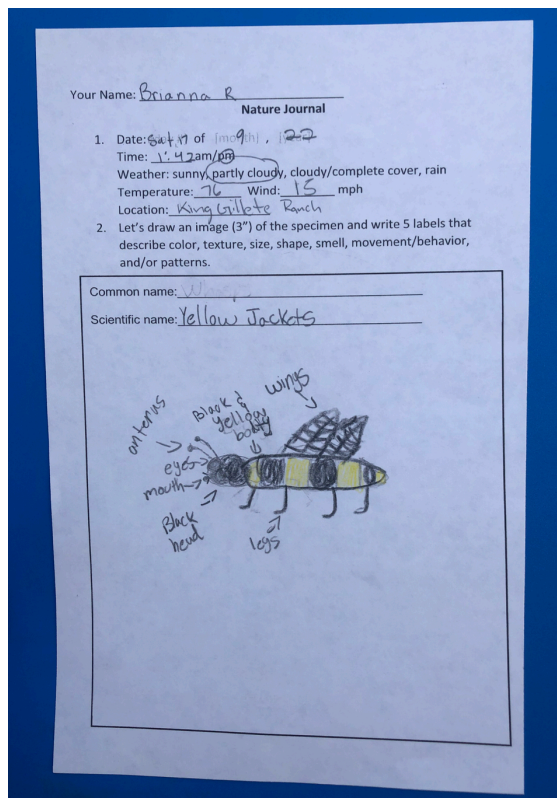 Your Name: Brianna R
Nature Journal
1. Date: Sat, 17 of [month] 9, 22
Time: 1:42 am/pm
Weather: sunny, partly cloudy, cloudy/complete cover, rain
Temperature: 76 Wind: 15 mph
Location: King Gillete Ranch
2. Let's draw an image (3") of the specimen and write 5 labels that
describe color, texture, size, shape, smell, movement/behavior,
and/or patterns.
Common name:
Scientific name: Yellow Jackets
wings
Black &
yellow
body
antenas
eyes
mouth
Black
head
legs